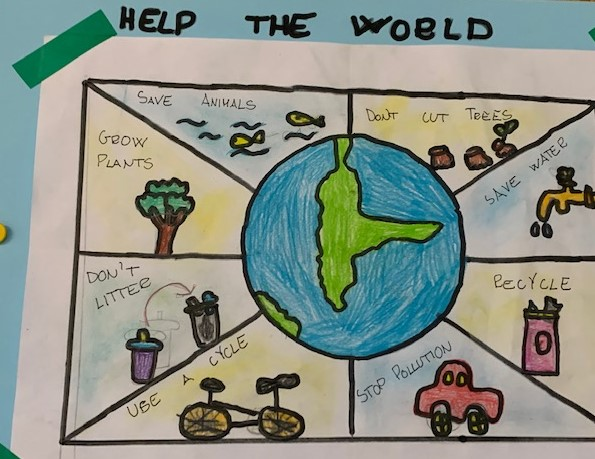 HELP THE WORLD
SAVE ANIMALS
DONT CUT TREES
GROW
PLANTS
SAVE WATER
DON'T
LITTER
RECYCLE
USE A CYCLE
STOP POLLUTION